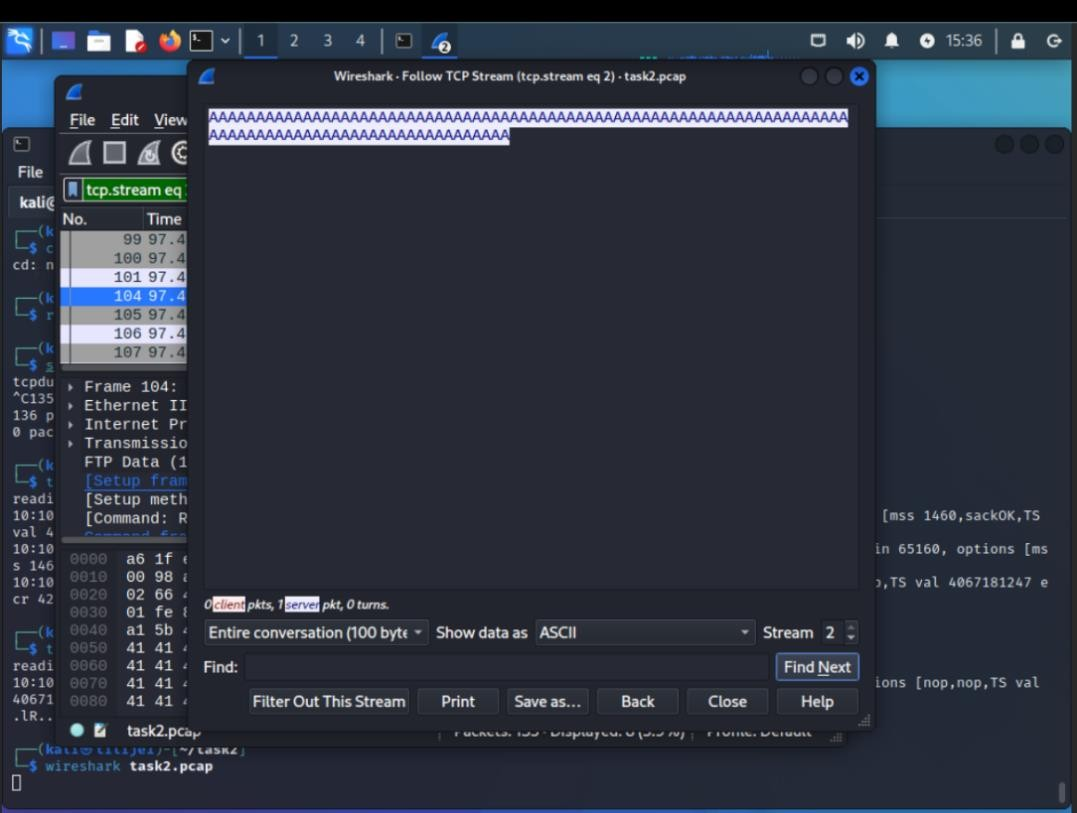 1 2 3 4 15:36
Wireshark · Follow TCP Stream (tcp.stream eq 2) · task2.pcap
File Edit View
AAAAAAAAAAAAAAAAAAAAAAAAAAAAAAAAAAAAAAAAAAAAAAAAAAAAAAAAAAAAAAAAAAAA
AAAAAAAAAAAAAAAAAAAAAAAAAAAAAAAA
File
tcp.stream eq
kali@
No. Time
99 97.4
100 97.4
101 97.4
104 97.4
105 97.4
106 97.4
107 97.4
cd: n
tcpdu
^C135
136 p
0 pac
Frame 104:
Ethernet II
Internet Pr
Transmissio
FTP Data (1
[Setup fram
[Setup meth
[Command: R
readi
10:10
val 4
10:10
s 146
10:10
cr 42
[mss 1460,sackOK,TS
in 65160, options [ms
,TS val 4067181247 e
0000 a6 1f
0010 00 98
0020 02 66
0030 01 fe
0040 a1 5b
0050 41 41
0060 41 41
0070 41 41
0080 41 41
0 client pkts, 1 server pkt, 0 turns.
Entire conversation (100 byte Show data as ASCII Stream 2
Find: Find Next
Filter Out This Stream Print Save as... Back Close Help
readi
10:10
40671
.lR..
ions [nop,nop,TS val
task2.pcap
$ wireshark task2.pcap